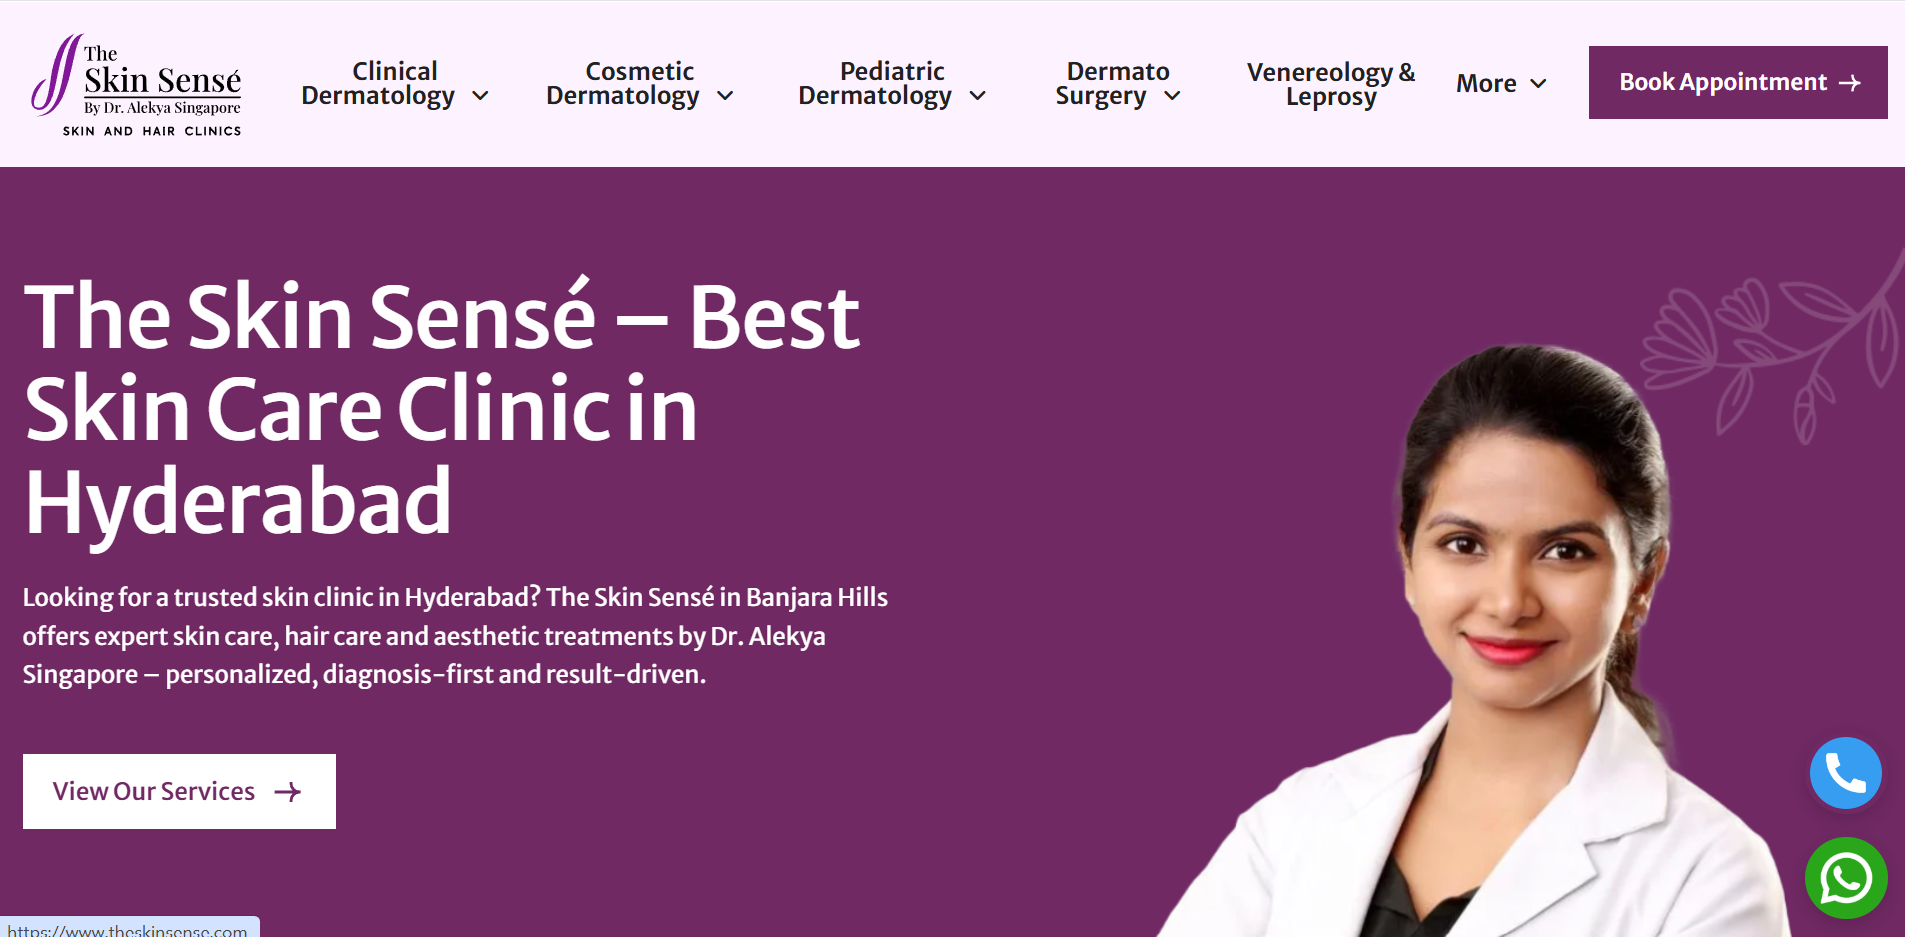 The
Skin Sensé
By Dr. Alekya Singapore
SKIN AND HAIR CLINICS
Clinical
Dermatology
Cosmetic
Dermatology
Pediatric
Dermatology
Dermato
Surgery
Venereology &
Leprosy
More
Book Appointment
The Skin Sensé – Best
Skin Care Clinic in
Hyderabad
Looking for a trusted skin clinic in Hyderabad? The Skin Sensé in Banjara Hills
offers expert skin care, hair care and aesthetic treatments by Dr. Alekya
Singapore – personalized, diagnosis-first and result-driven.
View Our Services
https://www.theskinsense.com